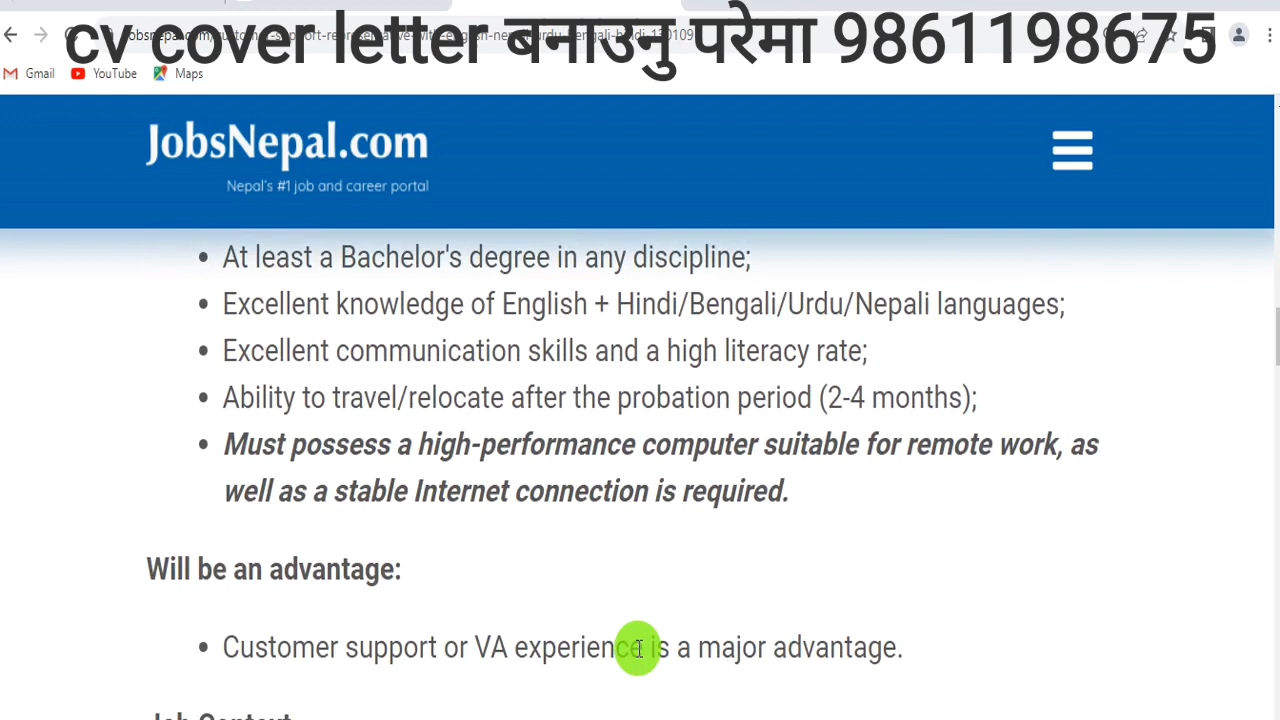 cv cover letter बनाउनु परेमा 9861198675
Gmail YouTube Maps
JobsNepal.com
Nepal's #1 job and career portal
• At least a Bachelor's degree in any discipline;
• Excellent knowledge of English + Hindi/Bengali/Urdu/Nepali languages;
• Excellent communication skills and a high literacy rate;
• Ability to travel/relocate after the probation period (2-4 months);
• Must possess a high-performance computer suitable for remote work, as
well as a stable Internet connection is required.
Will be an advantage:
• Customer support or VA experience is a major advantage.